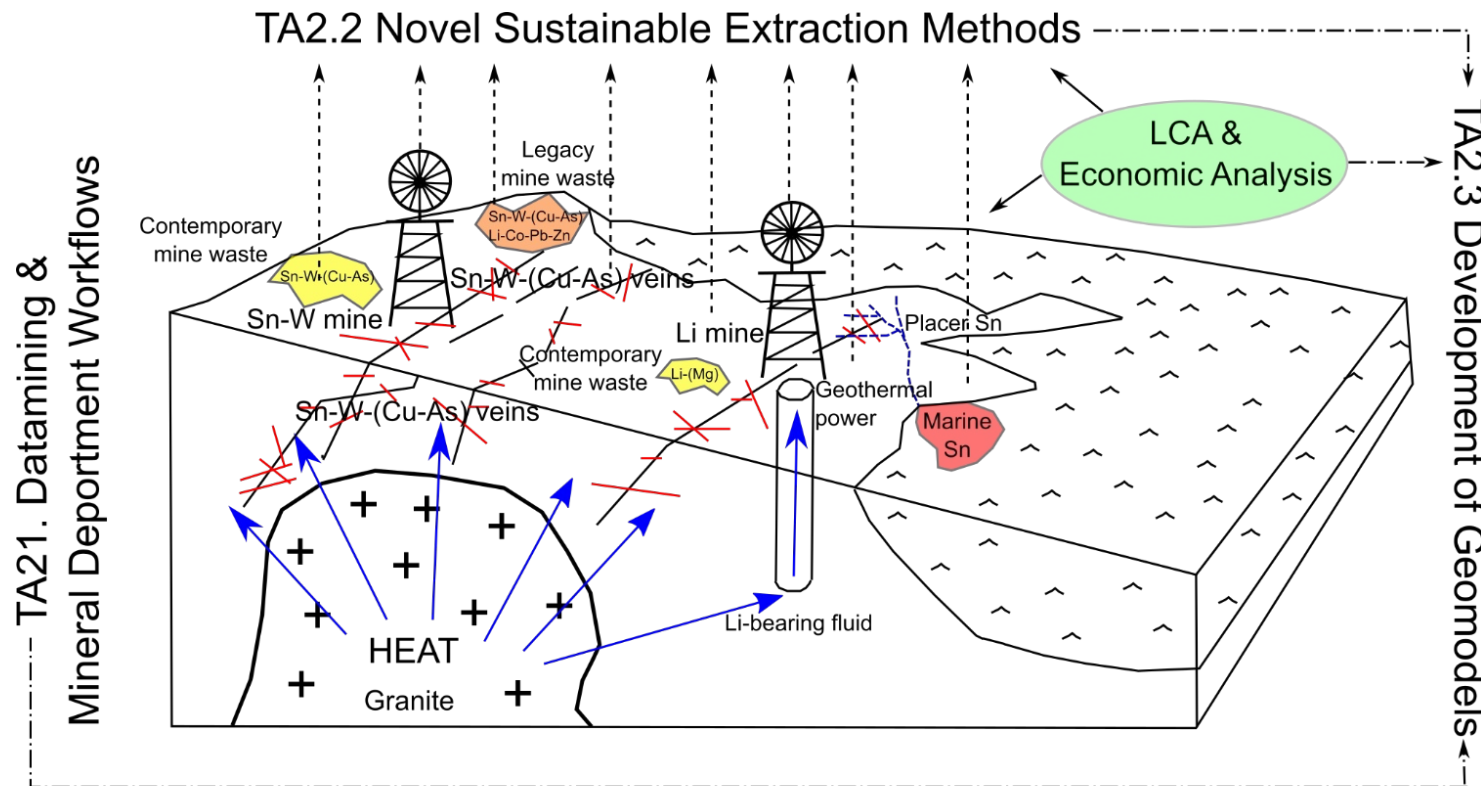 TA2.2 Novel Sustainable Extraction Methods
TA21. Datamining &
Mineral Deportment Workflows
TA2.3 Development of Geomodels
LCA &
Economic Analysis
Legacy
mine waste
Contemporary
mine waste
Sn-W-(Cu-As)
Li-Co-Pb-Zn
Sn-W-(Cu-As)
Sn-W-(Cu-As) veins
Sn-W mine
Li mine
Placer Sn
Contemporary
mine waste
Li-(Mg)
Geothermal
power
Sn-W-(Cu-As) veins
Marine
Sn
Li-bearing fluid
HEAT
Granite